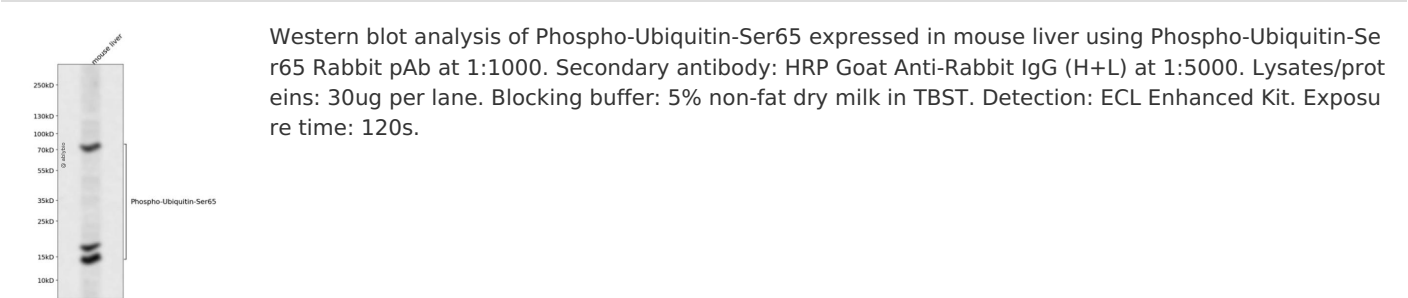 mouse liver
250kD
130kD
100kD
70kD
55kD
35kD
25kD
15kD
10kD
Phospho-Ubiquitin-Ser65
Western blot analysis of Phospho-Ubiquitin-Ser65 expressed in mouse liver using Phospho-Ubiquitin-Se
r65 Rabbit pAb at 1:1000. Secondary antibody: HRP Goat Anti-Rabbit IgG (H+L) at 1:5000. Lysates/prot
eins: 30ug per lane. Blocking buffer: 5% non-fat dry milk in TBST. Detection: ECL Enhanced Kit. Exposu
re time: 120s.